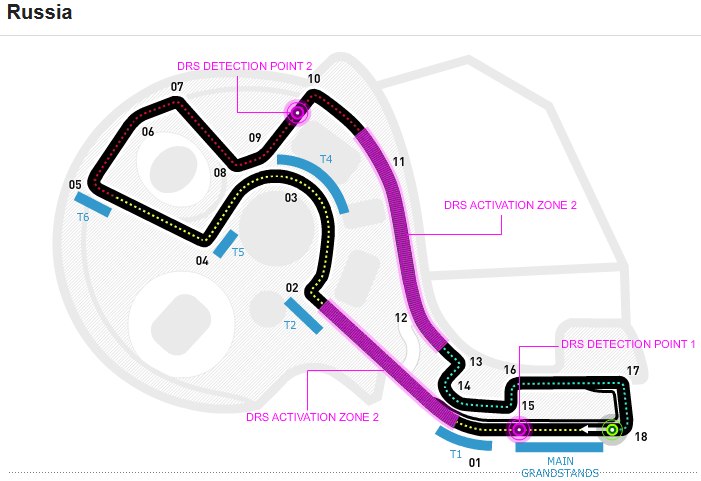 Russia
DRS DETECTION POINT 2
10
07
06
09
11
08
T4
05
03
T6
DRS ACTIVATION ZONE 2
T5
04
02
12
T2
DRS DETECTION POINT 1
13
16
17
14
15
DRS ACTIVATION ZONE 2
18
T1
01
MAIN
GRANDSTANDS